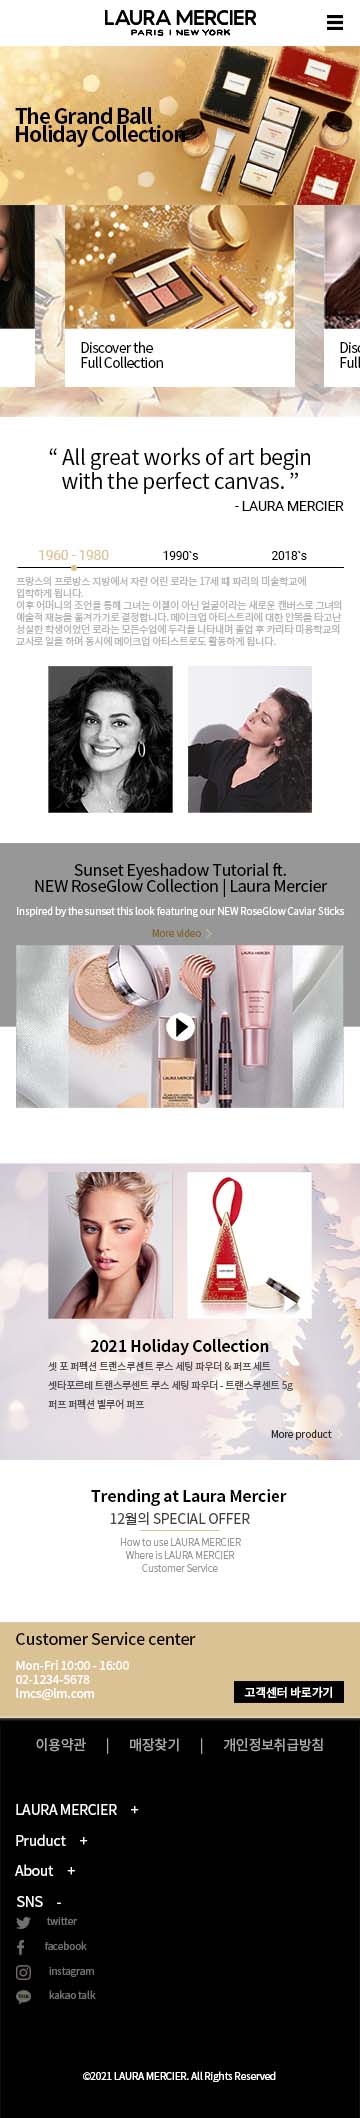 LAURA MERCIER
PARIS | NEW YORK
The Grand Ball
Holiday Collection
Discover the
Full Collection
Disc
Full
“ All great works of art begin
with the perfect canvas. ”
- LAURA MERCIER
1960 - 1980
1990`s
2018`s
프랑스의 프로방스 지방에서 자란 어린 로라는 17세 때 파리의 미술학교에
입학하게 됩니다.
이후 어머니의 조언을 통해 그녀는 이젤이 아닌 얼굴이라는 새로운 캔버스로 그녀의
예술적 재능을 옮겨가기로 결정합니다. 메이크업 아티스트리에 대한 안목을 타고난
성실한 학생이었던 로라는 모든수업에 두각을 나타내며 졸업 후 카리타 미용학교의
교사로 일을 하며 동시에 메이크업 아티스트로도 활동하게 됩니다.
Sunset Eyeshadow Tutorial ft.
NEW RoseGlow Collection | Laura Mercier
Inspired by the sunset this look featuring our NEW RoseGlow Caviar Sticks
More video
LAURA MERCIER
LAURA MERCIER
2021 Holiday Collection
셋 포 퍼펙션 트랜스루센트 루스 세팅 파우더 & 퍼프 세트
셋타포르테 트랜스루센트 루스 세팅 파우더 - 트랜스루센트 5g
퍼프 퍼펙션 벨루어 퍼프
More product
Trending at Laura Mercier
12월의 SPECIAL OFFER
How to use LAURA MERCIER
Where is LAURA MERCIER
Customer Service
Customer Service center
Mon-Fri 10:00 - 16:00
02-1234-5678
lmcs@lm.com
고객센터 바로가기
이용약관 | 매장찾기 | 개인정보취급방침
LAURA MERCIER +
Pruduct +
About +
SNS -
twitter
facebook
instagram
kakao talk
©2021 LAURA MERCIER. All Rights Reserved